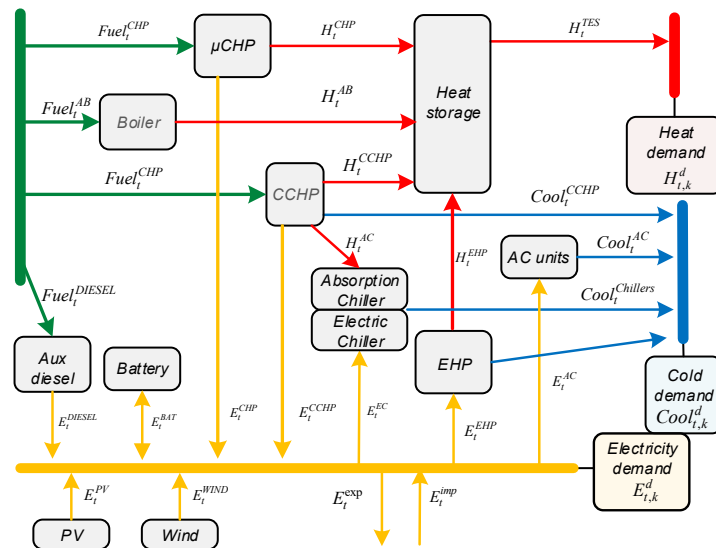 Fuel_t^{CHP}
μCHP
H_t^{CHP}
Heat
storage
H_t^{TES}
Fuel_t^{AB}
Boiler
H_t^{AB}
Heat
demand
H_{t,k}^d
Fuel_t^{CHP}
CCHP
H_t^{CCHP}
Cool_t^{CCHP}
H_t^{AC}
H_t^{EHP}
AC units
Cool_t^{AC}
Fuel_t^{DIESEL}
Absorption
Chiller
Cool_t^{Chillers}
Electric
Chiller
Aux
diesel
Battery
EHP
E_t^{AC}
Cold
demand
Cool_{t,k}^d
E_t^{DIESEL}
E_t^{BAT}
E_t^{CHP}
E_t^{CCHP}
E_t^{EC}
E_t^{EHP}
Electricity
demand
E_{t,k}^d
E_t^{PV}
E_t^{WIND}
E_t^{exp}
E_t^{imp}
PV
Wind